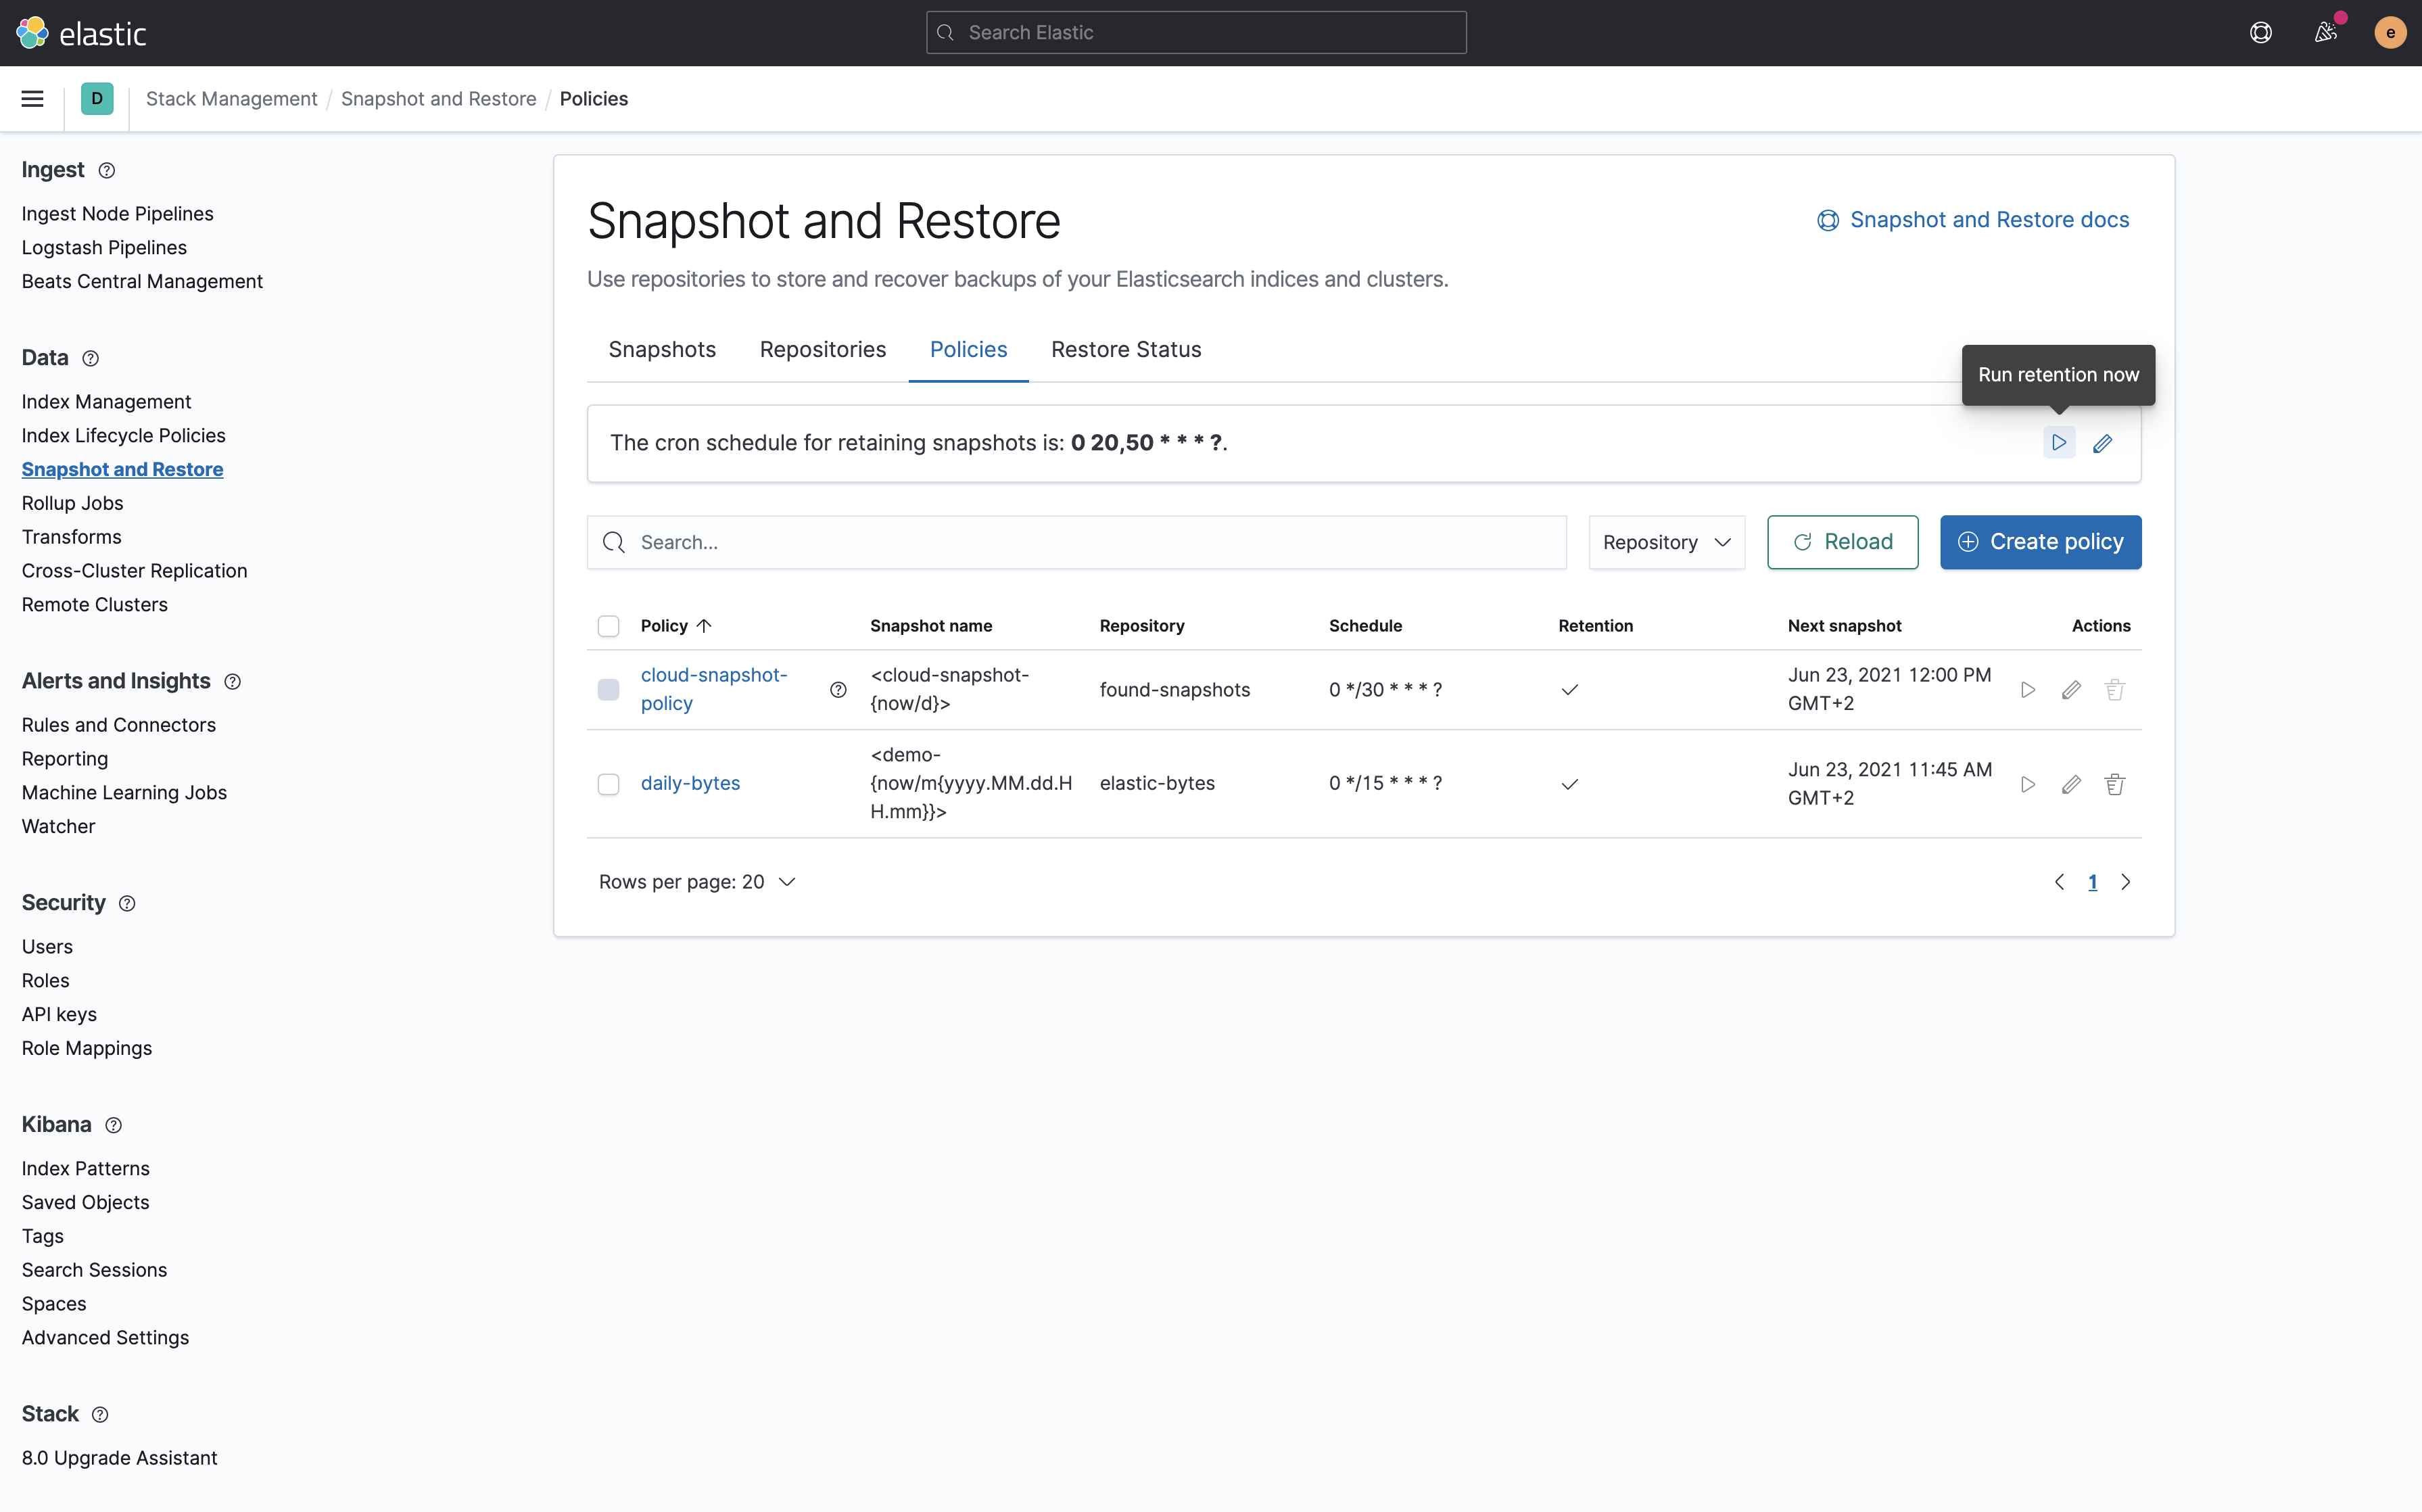 elastic
Search Elastic
e
D
Stack Management / Snapshot and Restore / Policies
Ingest
Ingest Node Pipelines
Logstash Pipelines
Beats Central Management
Data
Index Management
Index Lifecycle Policies
Snapshot and Restore
Rollup Jobs
Transforms
Cross-Cluster Replication
Remote Clusters
Alerts and Insights
Rules and Connectors
Reporting
Machine Learning Jobs
Watcher
Security
Users
Roles
API keys
Role Mappings
Kibana
Index Patterns
Saved Objects
Tags
Search Sessions
Spaces
Advanced Settings
Stack
8.0 Upgrade Assistant
Snapshot and Restore
Snapshot and Restore docs
Use repositories to store and recover backups of your Elasticsearch indices and clusters.
Snapshots Repositories Policies Restore Status
Run retention now
The cron schedule for retaining snapshots is: 0 20,50 * * * ?.
Search...
Repository
Reload
Create policy
Policy Snapshot name Repository Schedule Retention Next snapshot Actions
cloud-snapshot-
policy
<cloud-snapshot-
{now/d}>
found-snapshots
0 */30 * * * ?
Jun 23, 2021 12:00 PM
GMT+2
daily-bytes
<demo-
{now/m{yyyy.MM.dd.H
H.mm}}>
elastic-bytes
0 */15 * * * ?
Jun 23, 2021 11:45 AM
GMT+2
Rows per page: 20
1